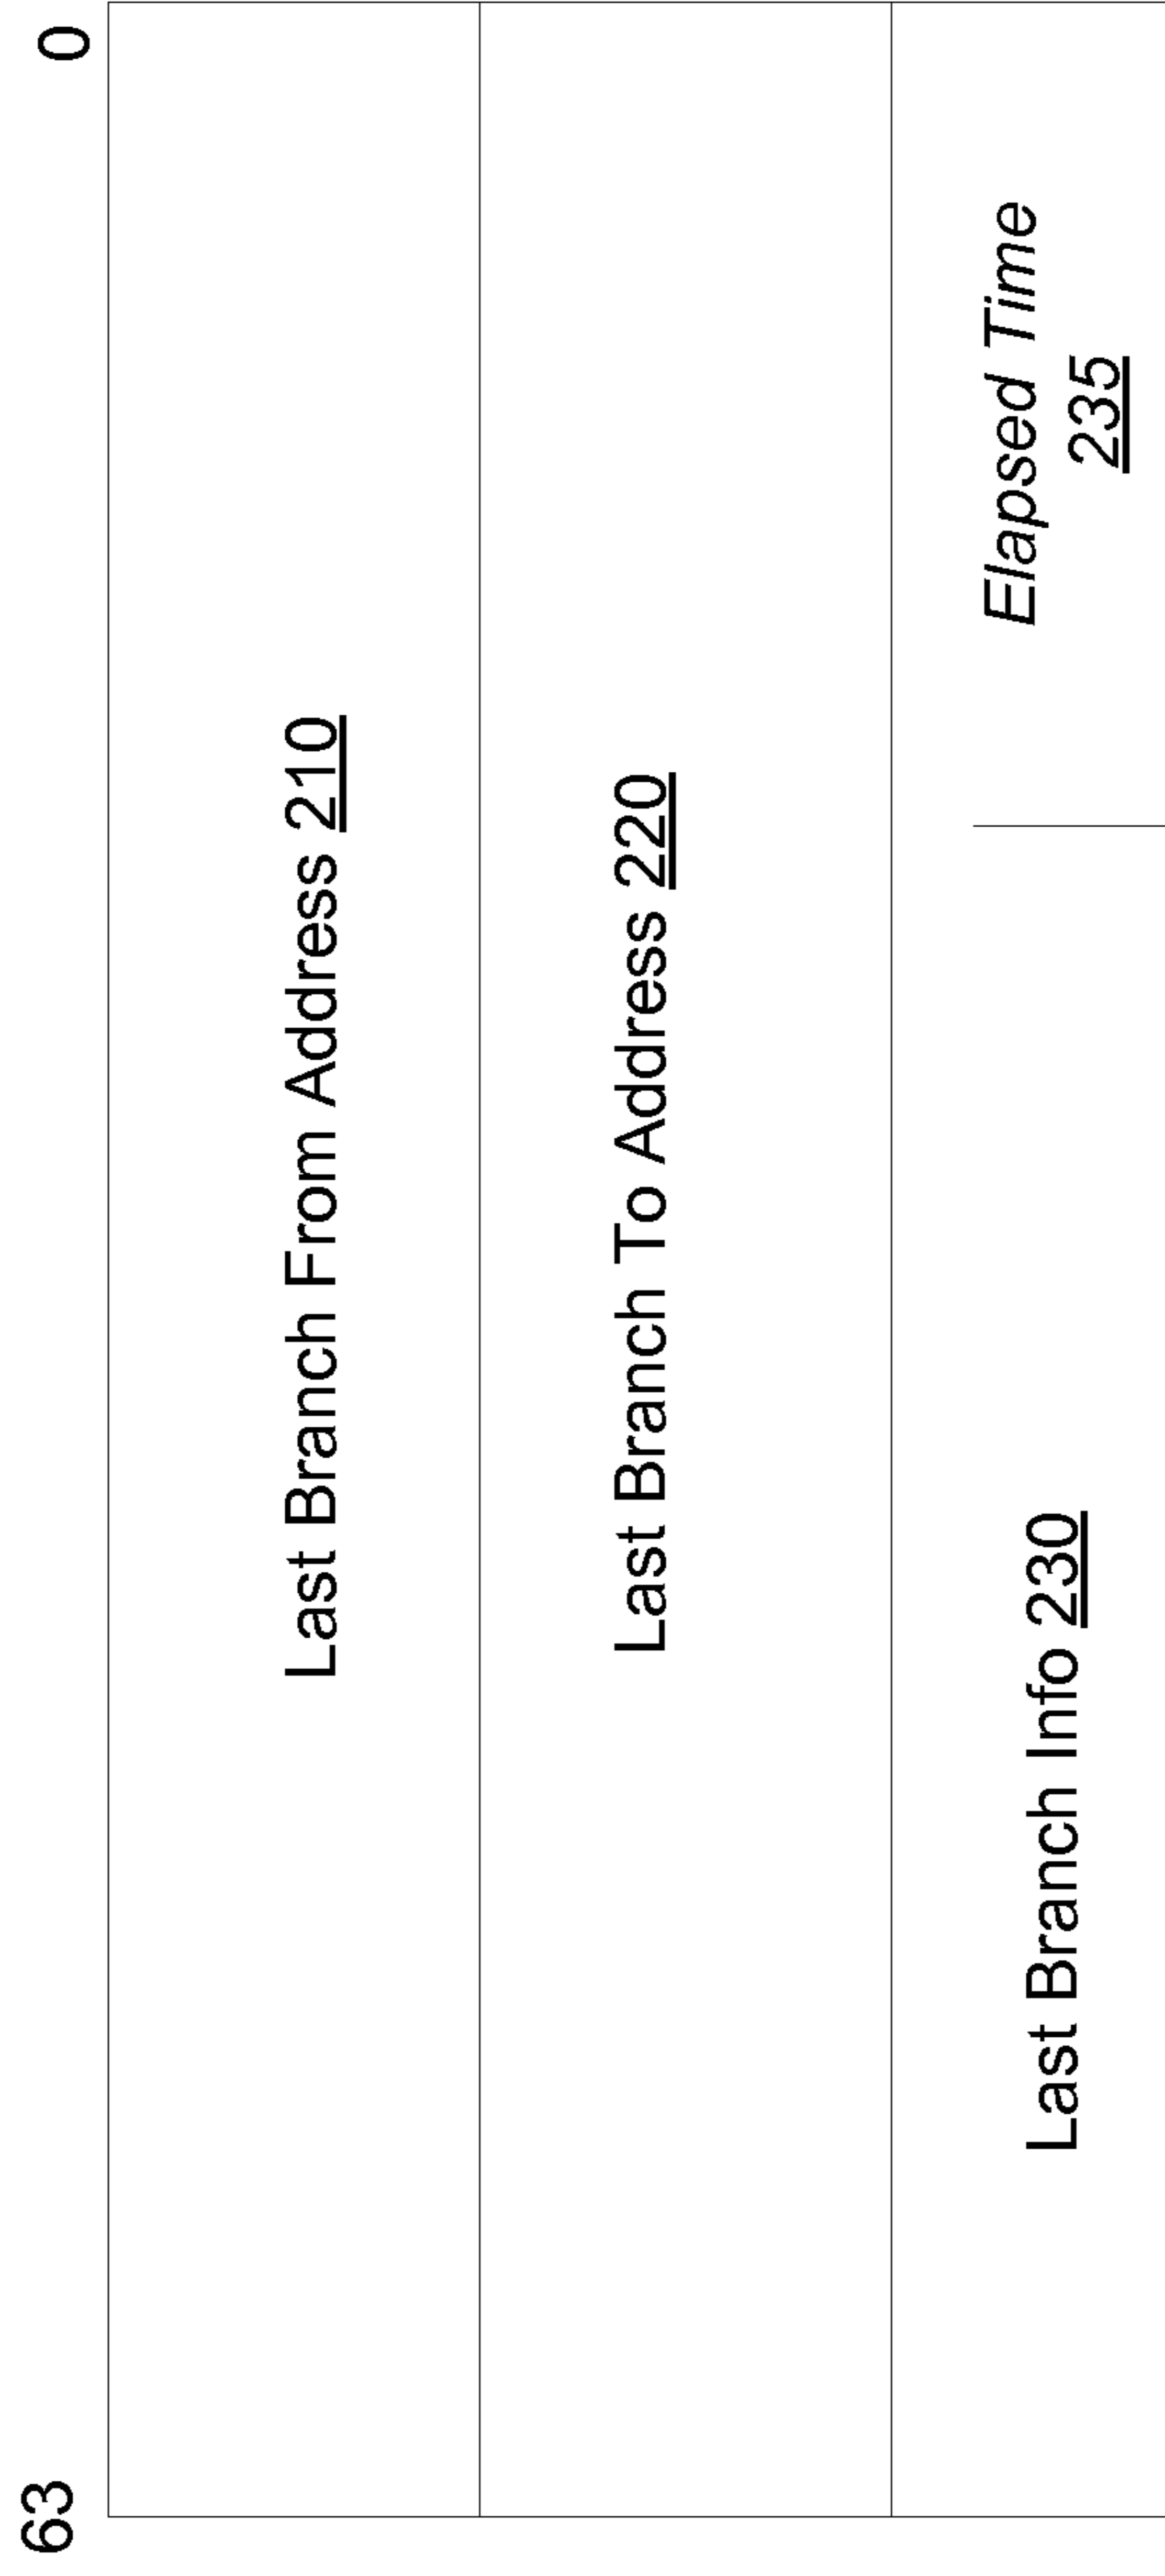 63
0
Last Branch From Address 210
Last Branch To Address 220
Last Branch Info 230
Elapsed Time
235